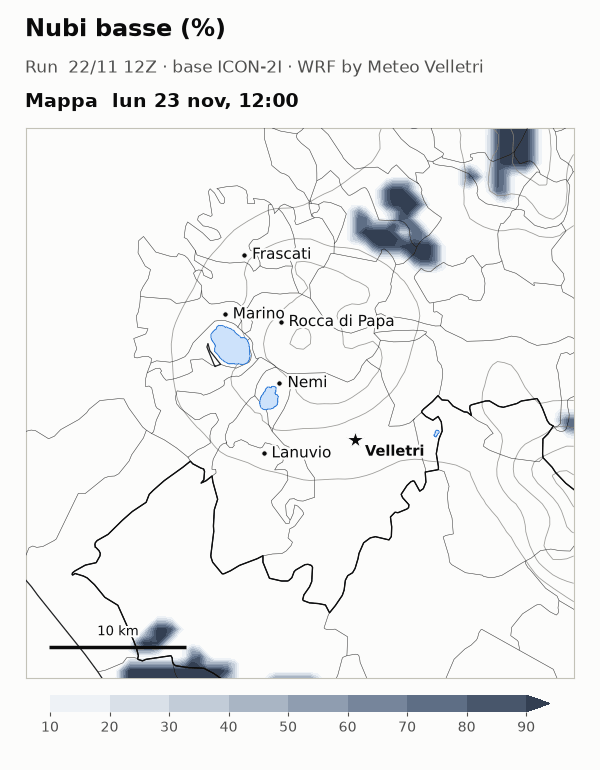 Nubi basse (%)
Run  22/11 12Z · base ICON-2I · WRF by Meteo Velletri
Mappa  lun 23 nov, 12:00
Frascati
Marino
Rocca di Papa
Nemi
Velletri
Lanuvio
10 km
10 20 30 40 50 60 70 80 90